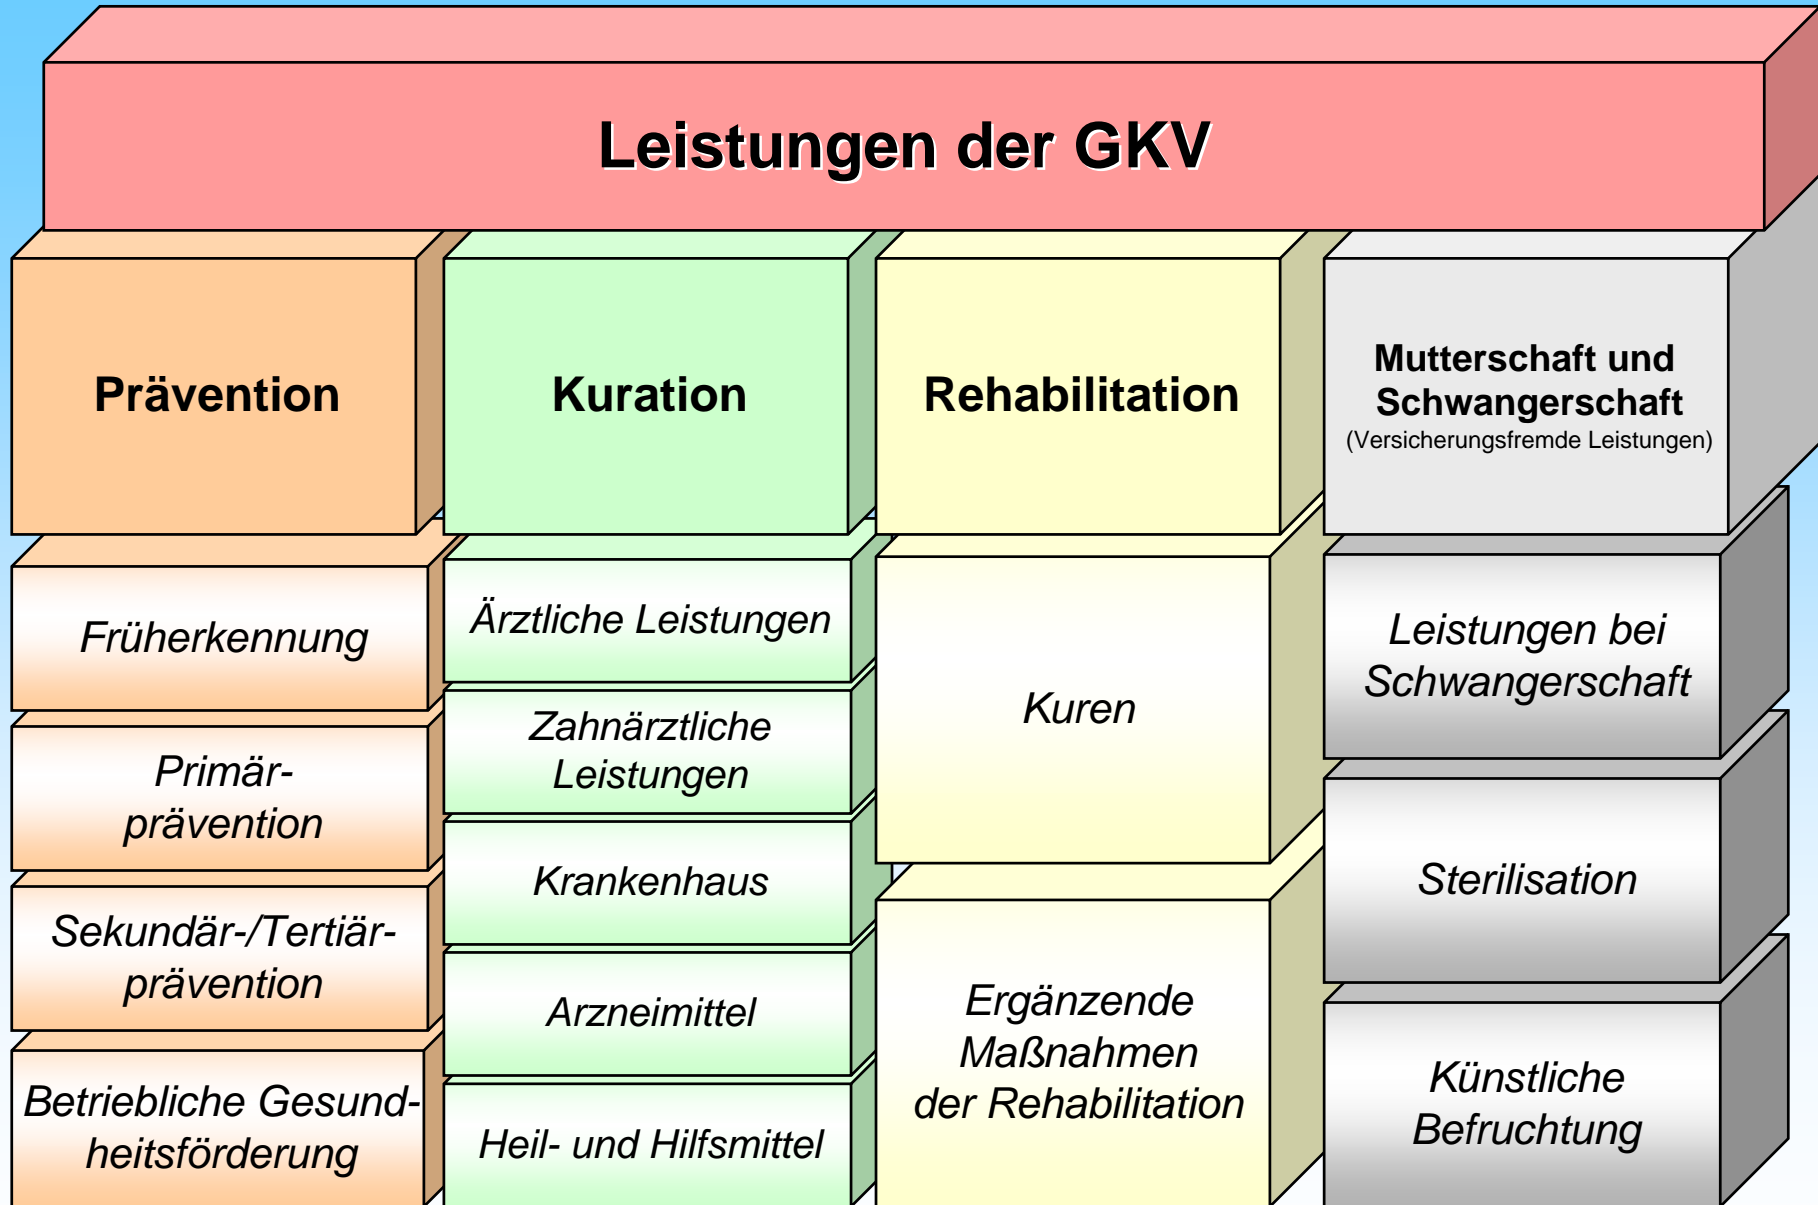 Leistungen der GKV
Prävention
Früherkennung
Primär-
prävention
Sekundär-/Tertiär-
prävention
Betriebliche Gesund-
heitsförderung
Kuration
Ärztliche Leistungen
Zahnärztliche
Leistungen
Krankenhaus
Arzneimittel
Heil- und Hilfsmittel
Rehabilitation
Kuren
Ergänzende
Maßnahmen
der Rehabilitation
Mutterschaft und
Schwangerschaft
(Versicherungsfremde Leistungen)
Leistungen bei
Schwangerschaft
Sterilisation
Künstliche
Befruchtung